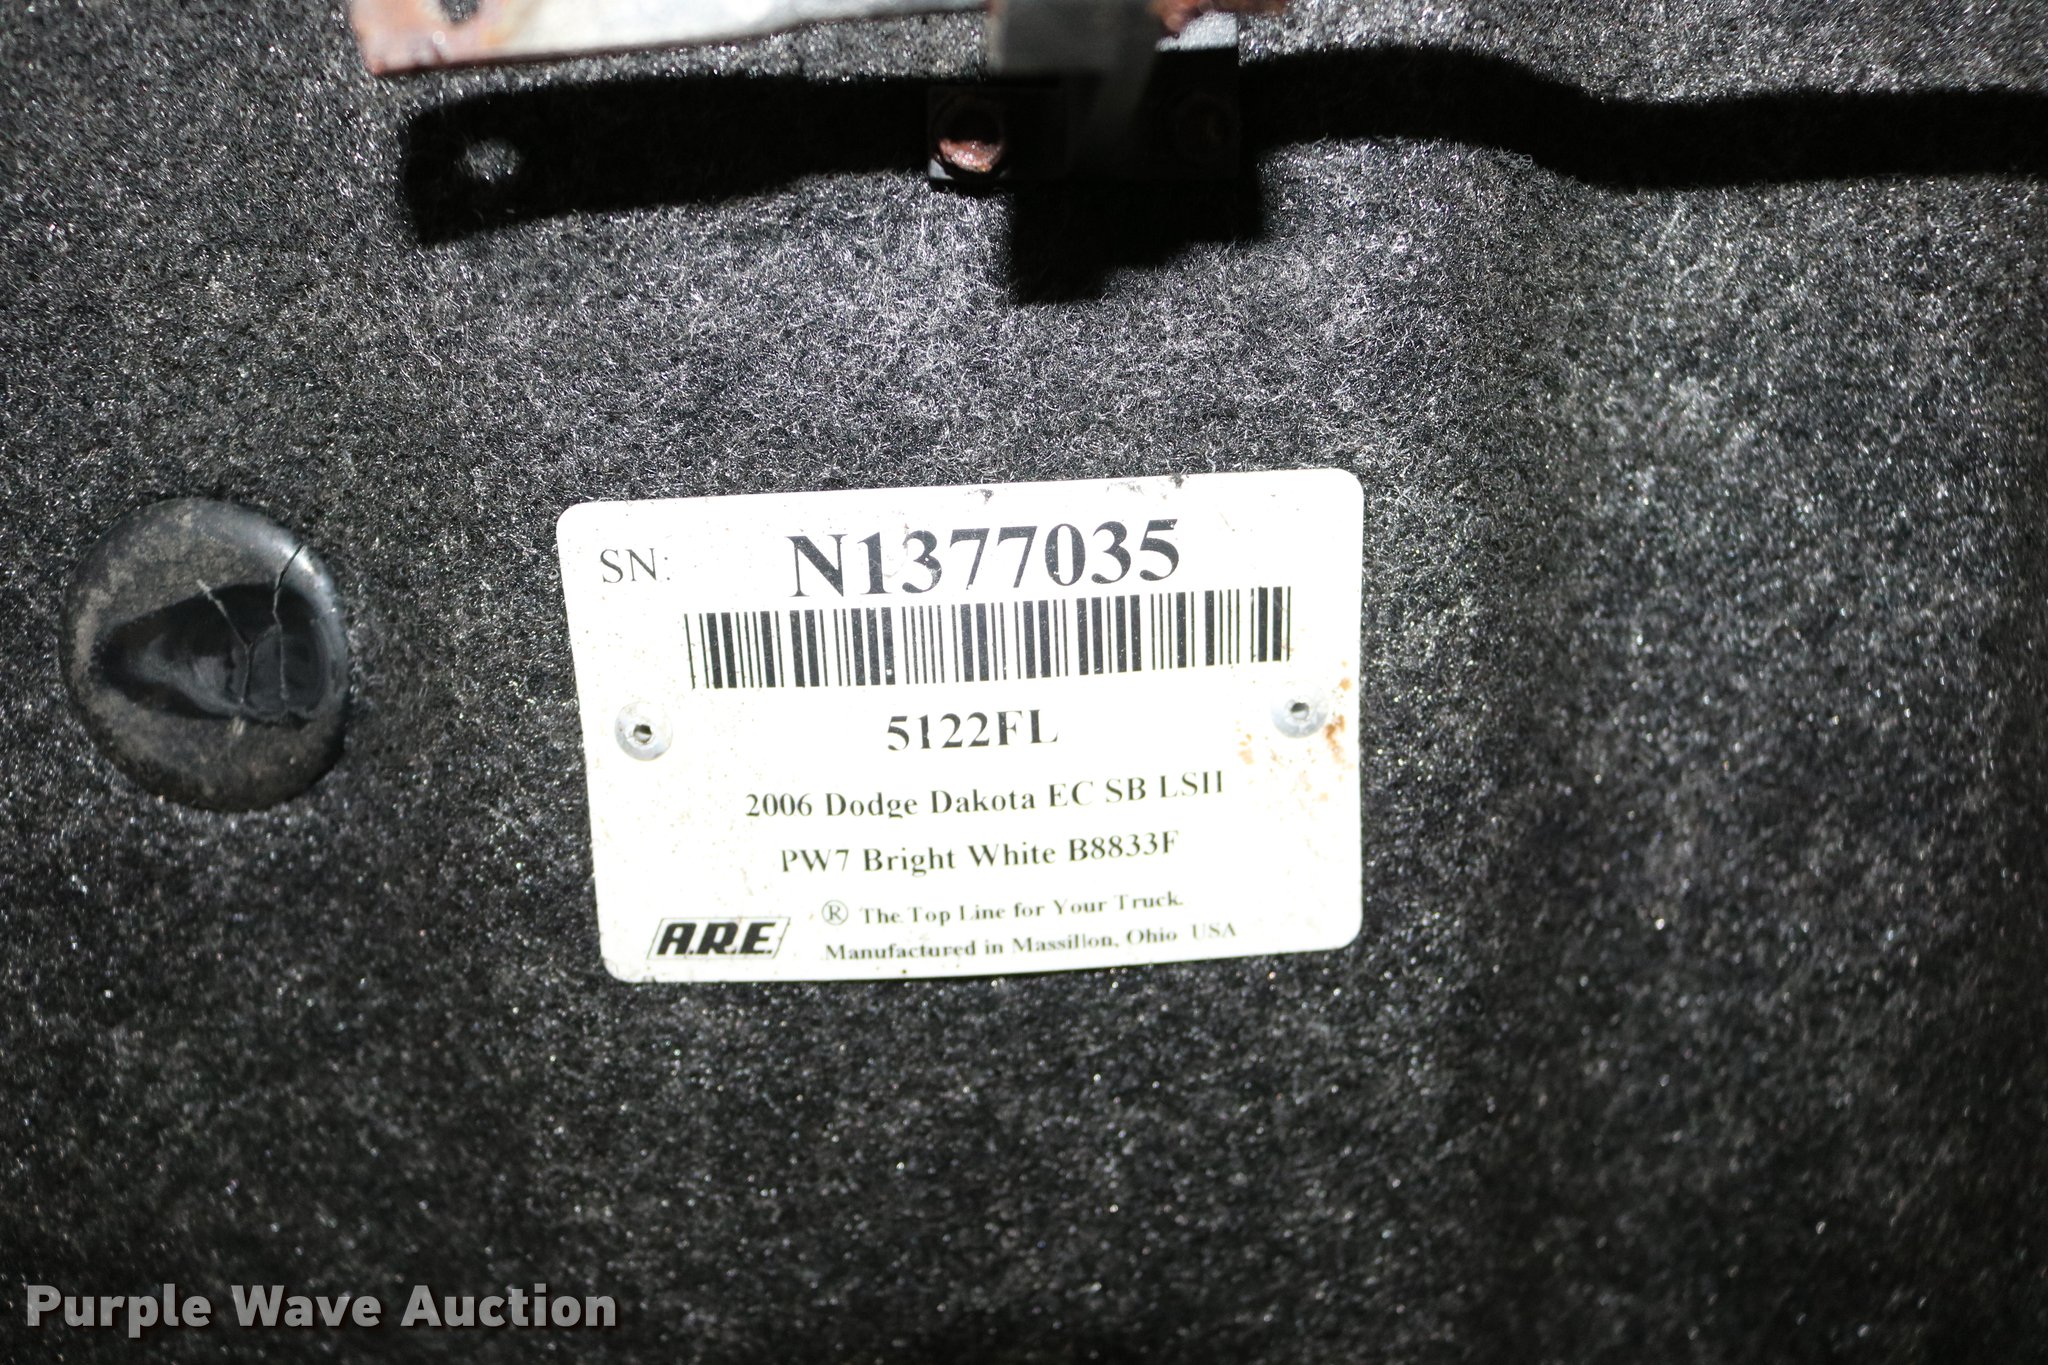 SN: N1377035
5122FL
2006 Dodge Dakota EC SB LSII
PW7 Bright White B8833F
® The Top Line for Your Truck.
A.R.E. Manufactured in Massillon, Ohio USA
Purple Wave Auction